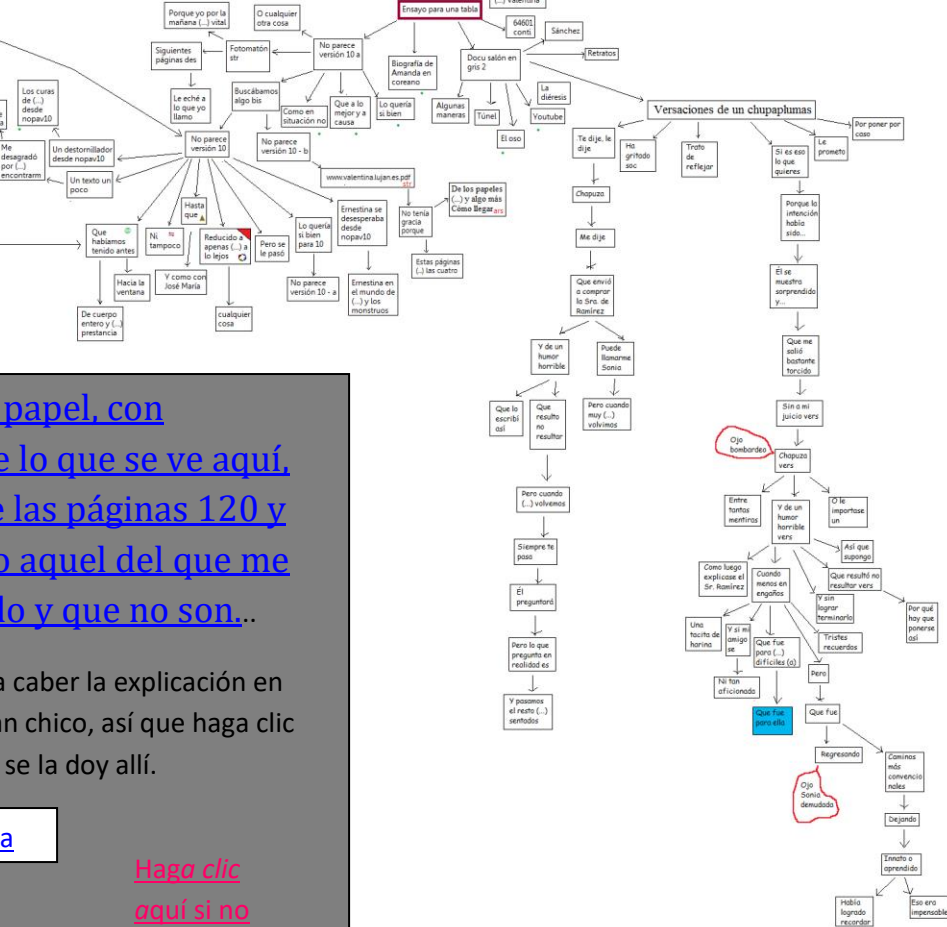 (...) Valentina
Porque yo por la
mañana (...) vital
O cualquier
otra cosa
Ensayo para una tabla
64601
conti
Sánchez
Siguientes
páginas des
Fotomatón
str
No parece
versión 10 a
Biografía de
Amanda en
coreano
Docu salón en
gris 2
Retratos
Los curas
de (...)
desde
nopav10
Le eché a
lo que yo
llamo
Buscábamos
algo bis
Como en
situación no
Que a lo
mejor y a
causa
Lo quería
si bien
Algunas
maneras
Túnel
El oso
Youtube
La
diéresis
Versaciones de un chupaplumas
Me
desagradó
por (...)
encontrarm
Un destornillador
desde nopav10
No parece
versión 10
No parece
versión 10 - b
Te dije, le
dije
Ha
gritado
soc
Trato
de
reflejar
Si es eso
lo que
quieres
Le
prometo
Por poner por
caso
Un texto un
poco
www.valentina.lujan.es.pdf
str
De los papeles
(...) y algo más
Cómo llegar ars
Chapuza
Porque la
intención
había
sido...
Que
habíamos
tenido antes
Ni
tampoco
Hasta
que
Reducido a
apenas (...) a
lo lejos
Pero se
le pasó
Lo quería
si bien
para 10
Ernestina se
desesperaba
desde
nopav10
No tenía
gracia
porque
Me dije
Hacia la
ventana
Y como con
José María
No parece
versión 10 - a
Ernestina en
el mundo de
(...) y los
monstruos
Estas páginas
(..) las cuatro
Que envió
a comprar
la Sra. de
Ramírez
Él se
muestra
sorprendido
y...
De cuerpo
entero y (...)
prestancia
cualquier
cosa
Y de un
humor
horrible
Puede
llamarme
Sonia
Que me
salió
bastante
torcido
Que lo
escribí
así
Que
resulto
no
resultar
Pero cuando
muy (...)
volvimos
Sin a mi
juicio vers
papel, con
e lo que se ve aquí,
e las páginas 120 y
o aquel del que me
lo y que no son...
Ojo
bombardeo
Chapuza
vers
Pero cuando
(...) volvemos
Entre
tantas
mentiras
Y de un
humor
horrible
vers
O le
importase
un
Siempre te
pasa
Así que
supongo
Como luego
explicase el
Sr. Ramírez
Cuando
menos en
engaños
Que resultó no
resultar vers
Él
preguntará
Y sin
lograr
terminarlo
Por qué
hay que
ponerse
así
Una
tacita de
harina
Y si mi
amigo
se
Que fue
para (...)
difíciles (a)
Tristes
recuerdos
Pero lo que
pregunta en
realidad es
Ni tan
aficionada
Pero
Y pasamos
el resto (...)
sentados
Que fue
para ella
Que fue
a caber la explicación en
an chico, así que haga clic
se la doy allí.
Regresando
Caminos
más
convencio
nales
Ojo
Sonia
demudada
Dejando
a
Haga clic
aquí si no
Innato o
aprendido
Había
logrado
recordar
Eso era
impensable